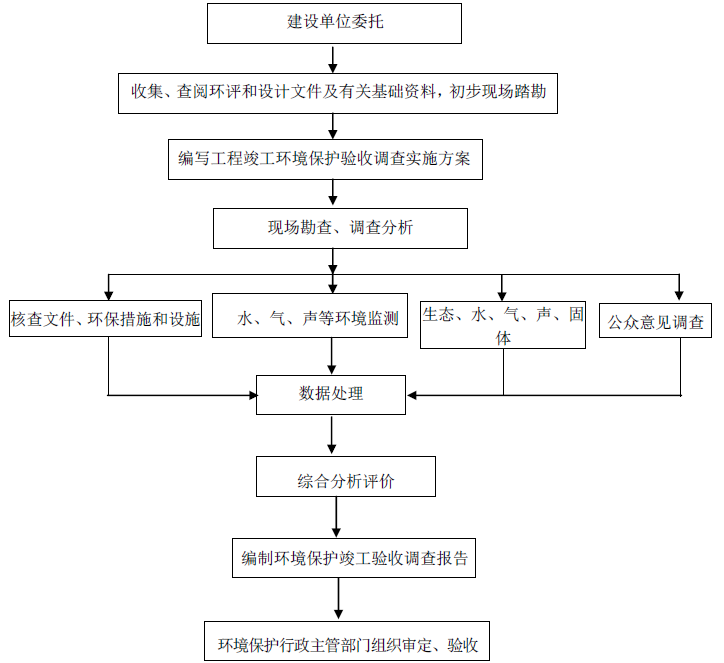 建设单位委托
收集、查阅环评和设计文件及有关基础资料，初步现场踏勘
编写工程竣工环境保护验收调查实施方案
现场勘查、调查分析
核查文件、环保措施和设施
水、气、声等环境监测
生态、水、气、声、固
体
公众意见调查
数据处理
综合分析评价
编制环境保护竣工验收调查报告
环境保护行政主管部门组织审定、验收